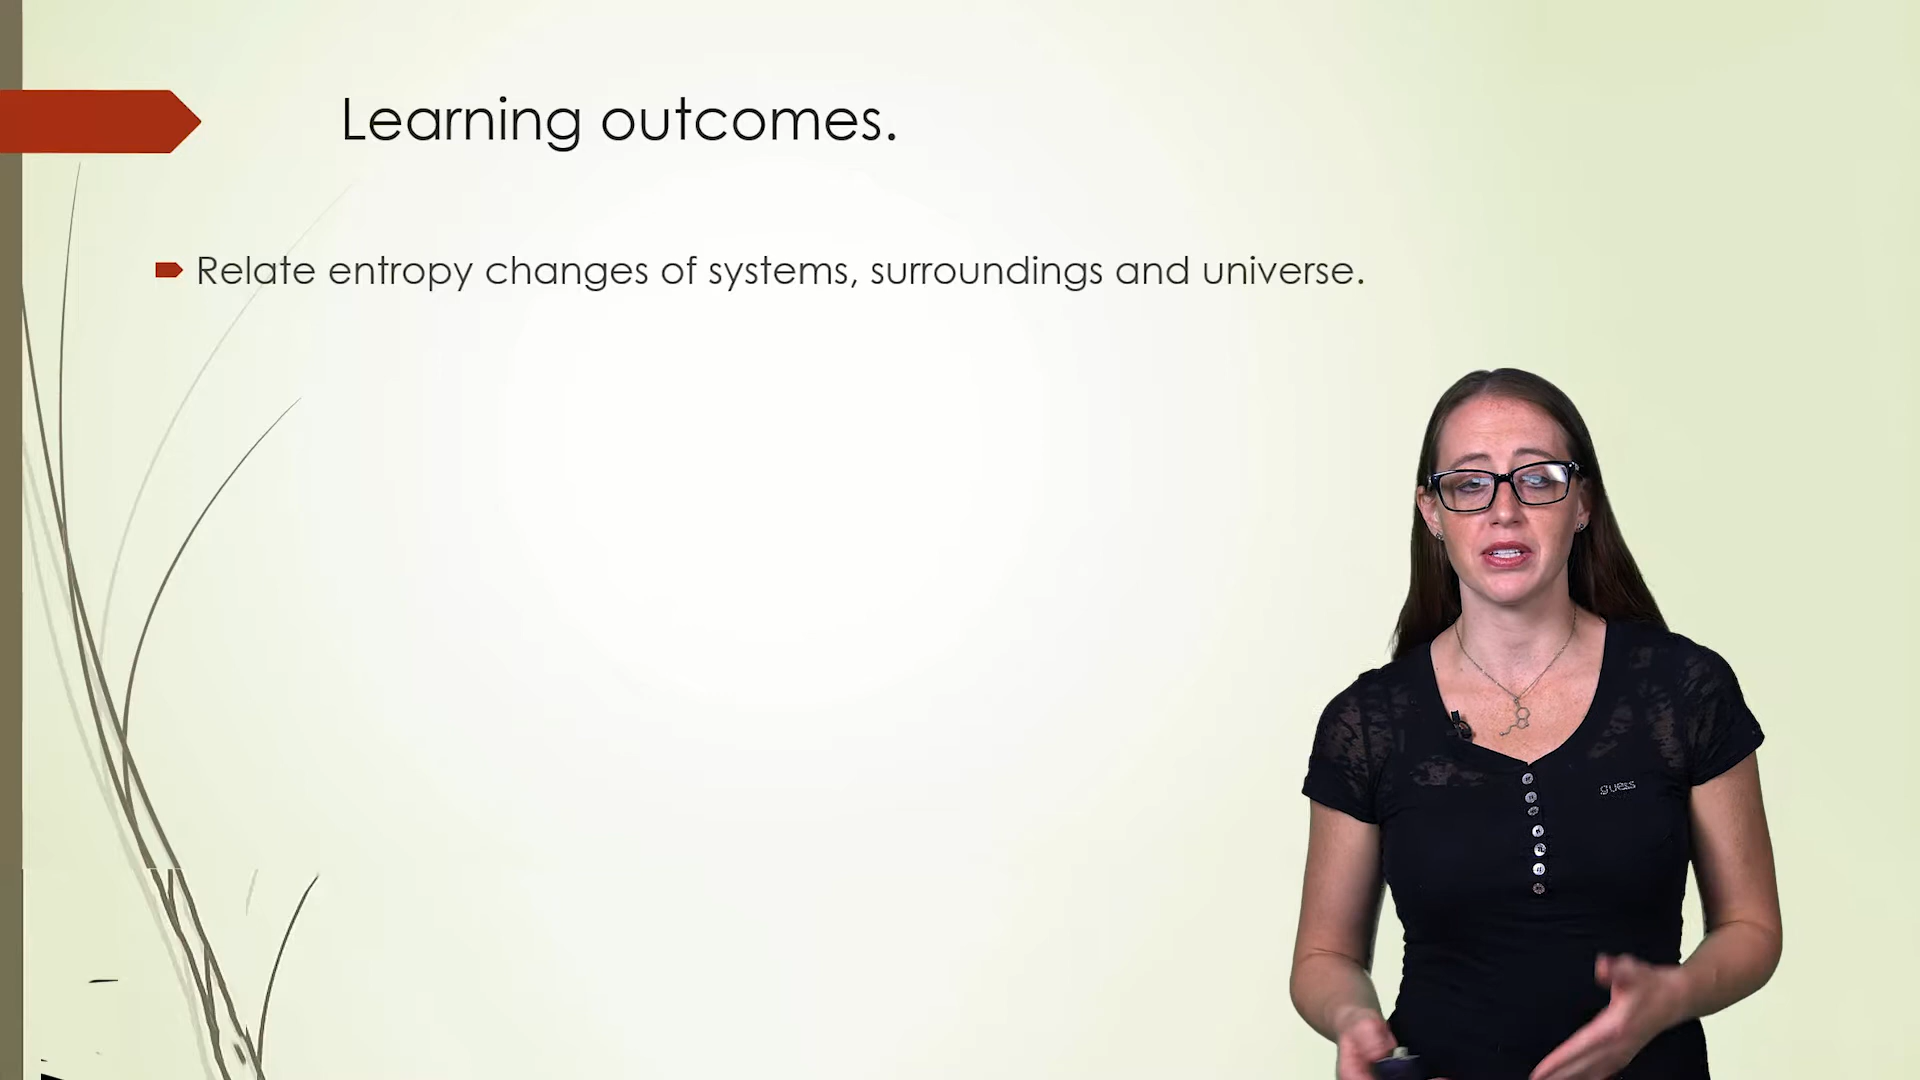 Learning outcomes.
Relate entropy changes of systems, surroundings and universe.
guess